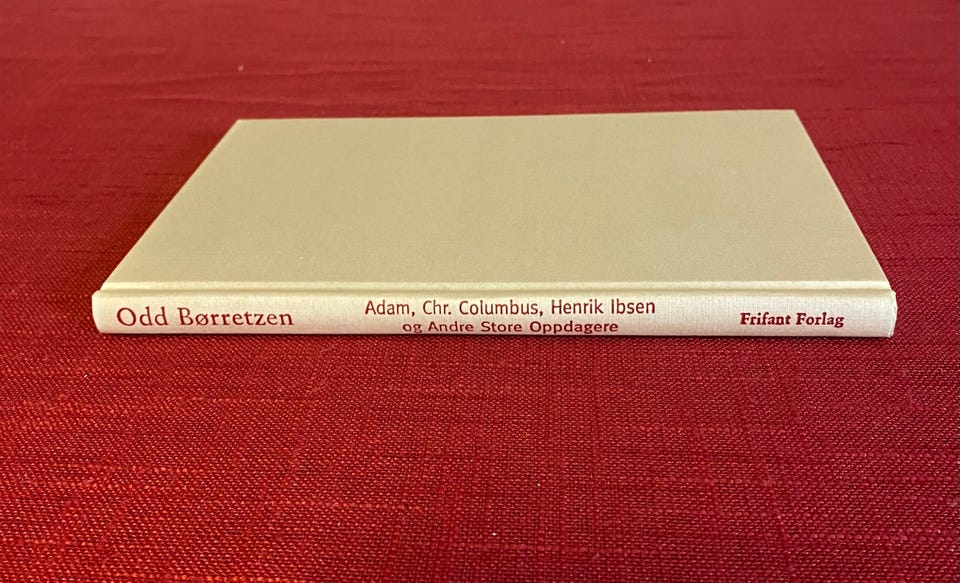 Odd Børretzen
Adam, Chr. Columbus, Henrik Ibsen
og Andre Store Oppdagere
Frifant Forlag